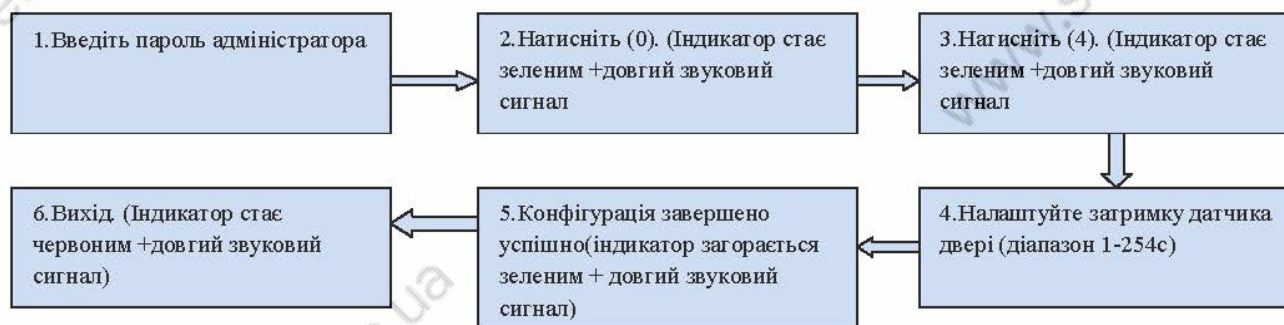 1.Введіть пароль адміністратора
2.Натисніть (0). (Індикатор стає
зеленим +довгий звуковий
сигнал
3.Натисніть (4). (Індикатор стає
зеленим +довгий звуковий
сигнал
4.Налаштуйте затримку датчика
двері (діапазон 1-254с)
5.Конфігурація завершено
успішно(індикатор загорається
зеленим + довгий звуковий
сигнал)
6.Вихід. (Індикатор стає
червоним +довгий звуковий
сигнал)